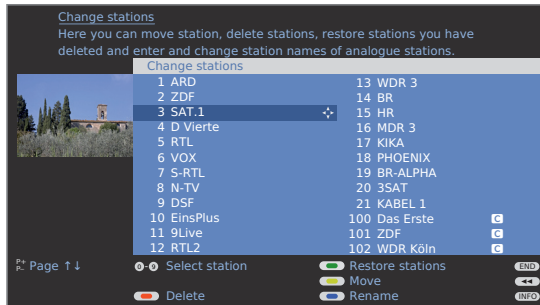 Change stations
Here you can move station, delete stations, restore stations you have
deleted and enter and change station names of analogue stations.
Change stations
1 ARD
2 ZDF
3 SAT.1
4 D Vierte
5 RTL
6 VOX
7 S-RTL
8 N-TV
9 DSF
10 EinsPlus
11 9Live
12 RTL2
13 WDR 3
14 BR
15 HR
16 MDR 3
17 KIKA
18 PHOENIX
19 BR-ALPHA
20 3SAT
21 KABEL 1
100 Das Erste C
101 ZDF C
102 WDR Köln C
P+ P- Page ↑↓
0-9 Select station
Delete
Restore stations END
Move ◄◄
Rename INFO